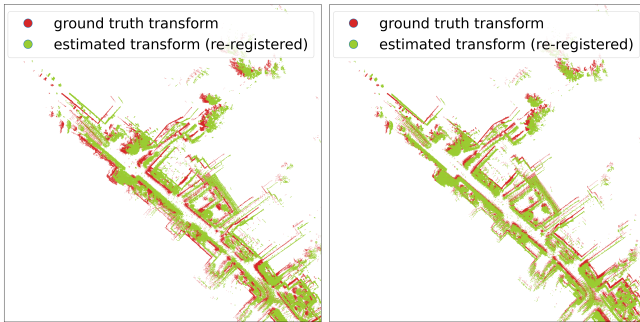 ground truth transform
estimated transform (re-registered)
ground truth transform
estimated transform (re-registered)